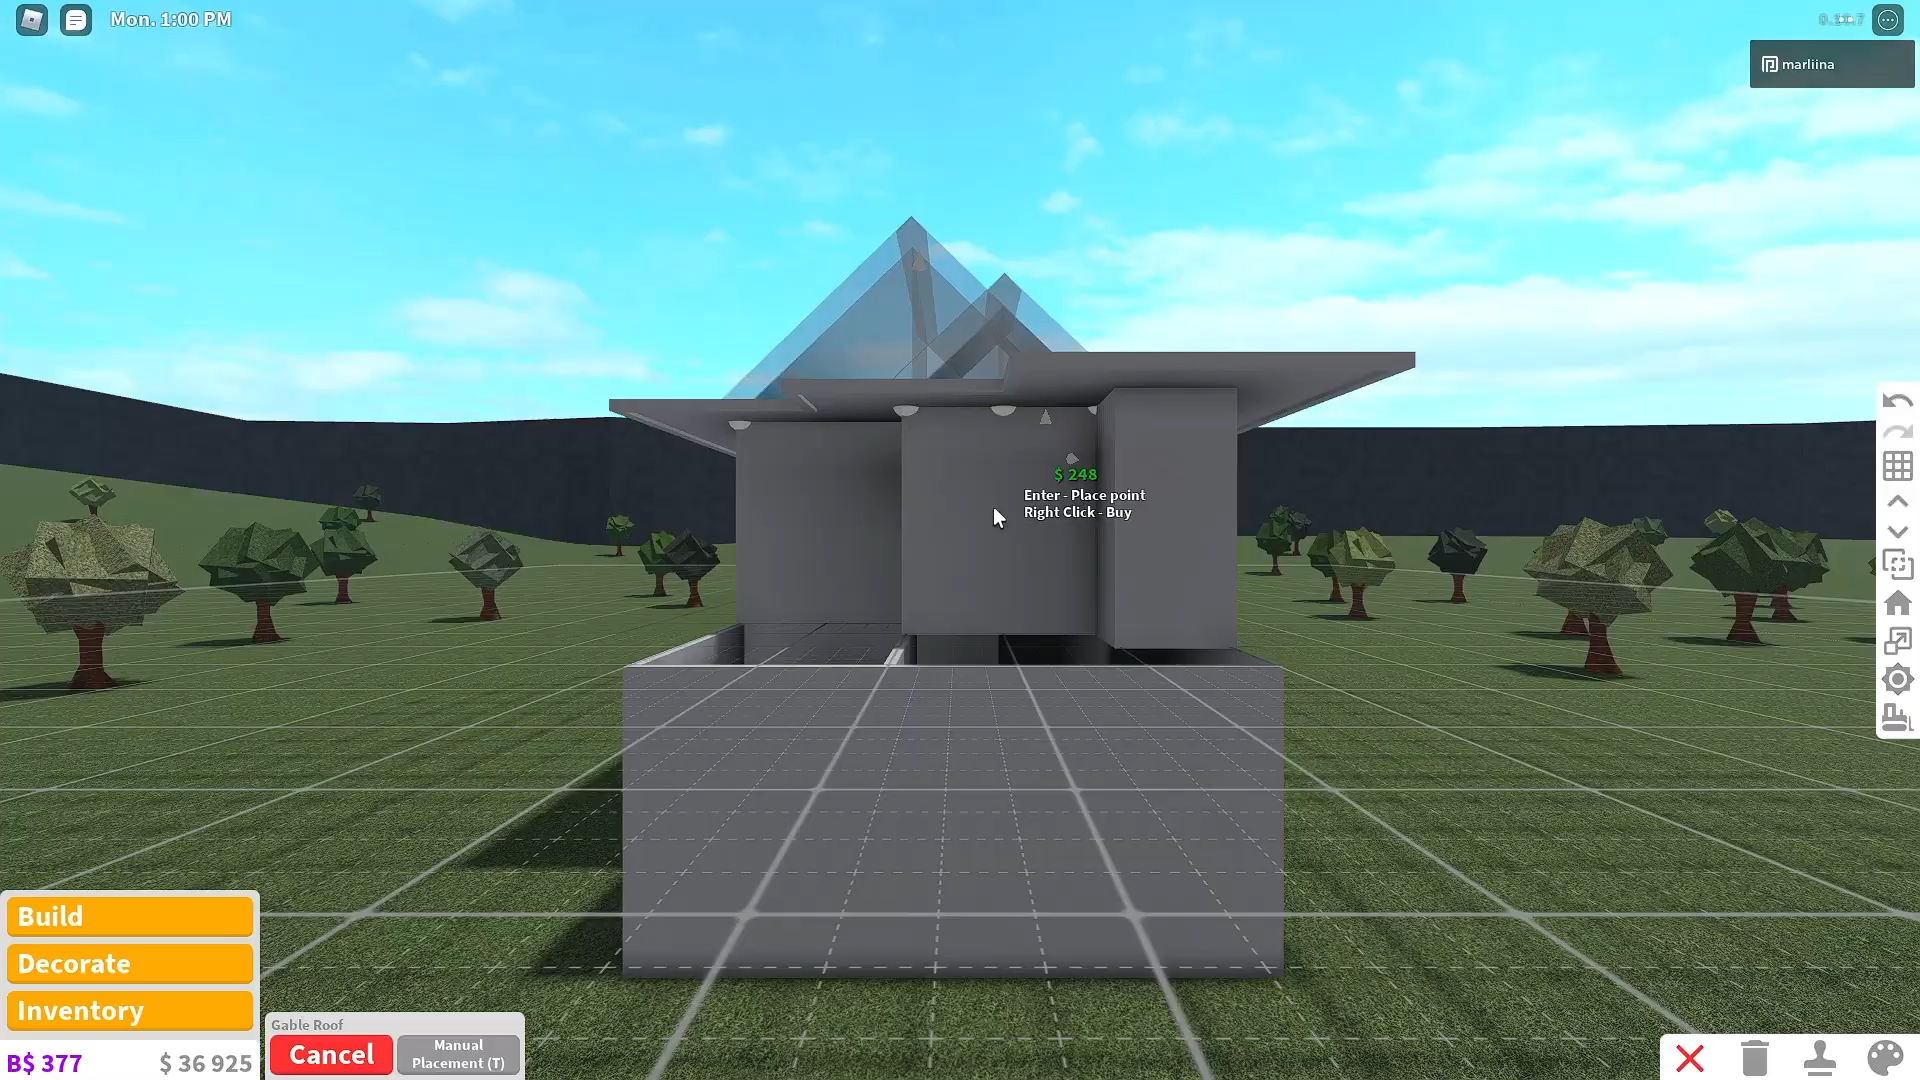 Mon. 1:00 PM
marliina
$ 248
Enter - Place point
Right Click - Buy
Build
Decorate
Inventory
B$ 377
$ 36 925
Gable Roof
Cancel
Manual
Placement (T)